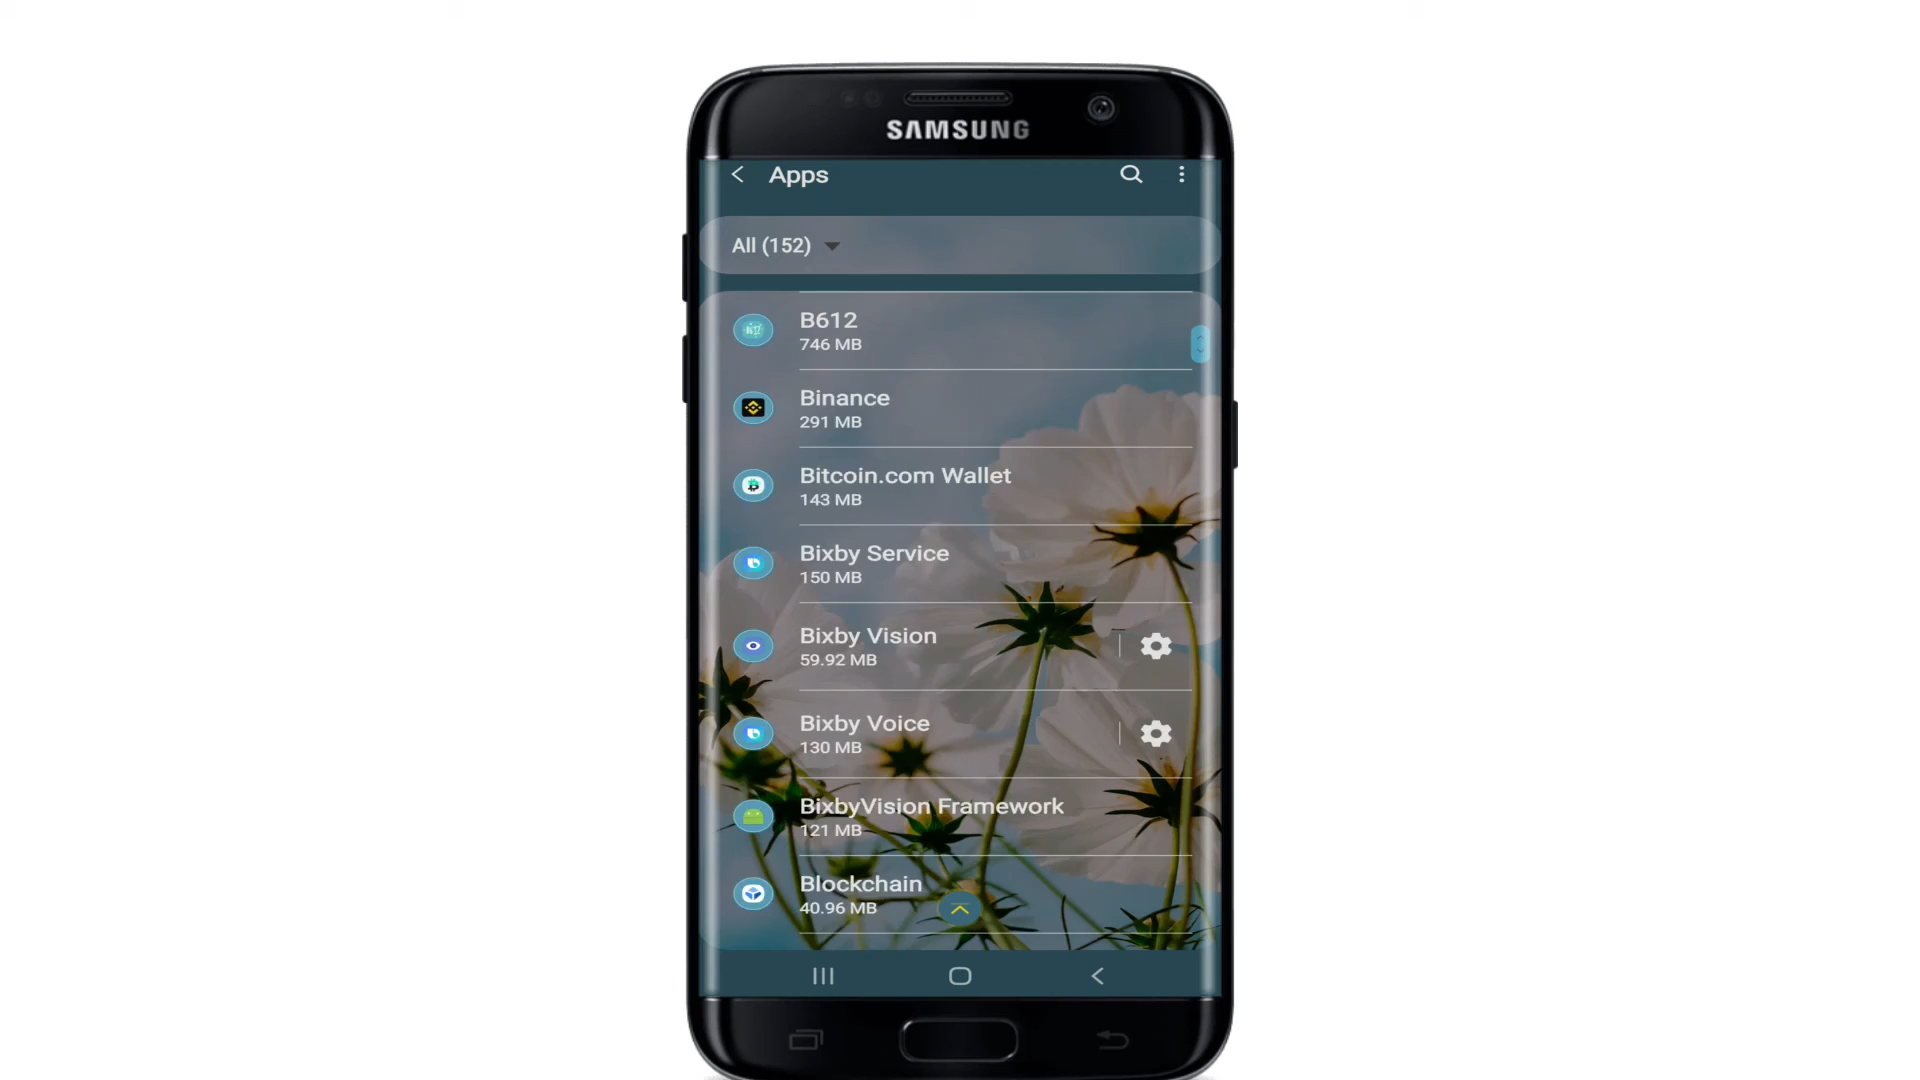 SAMSUNG
Apps
All (152)
B612
746 MB
Binance
291 MB
Bitcoin.com Wallet
143 MB
Bixby Service
150 MB
Bixby Vision
59.92 MB
Bixby Voice
130 MB
BixbyVision Framework
121 MB
Blockchain
40.96 MB